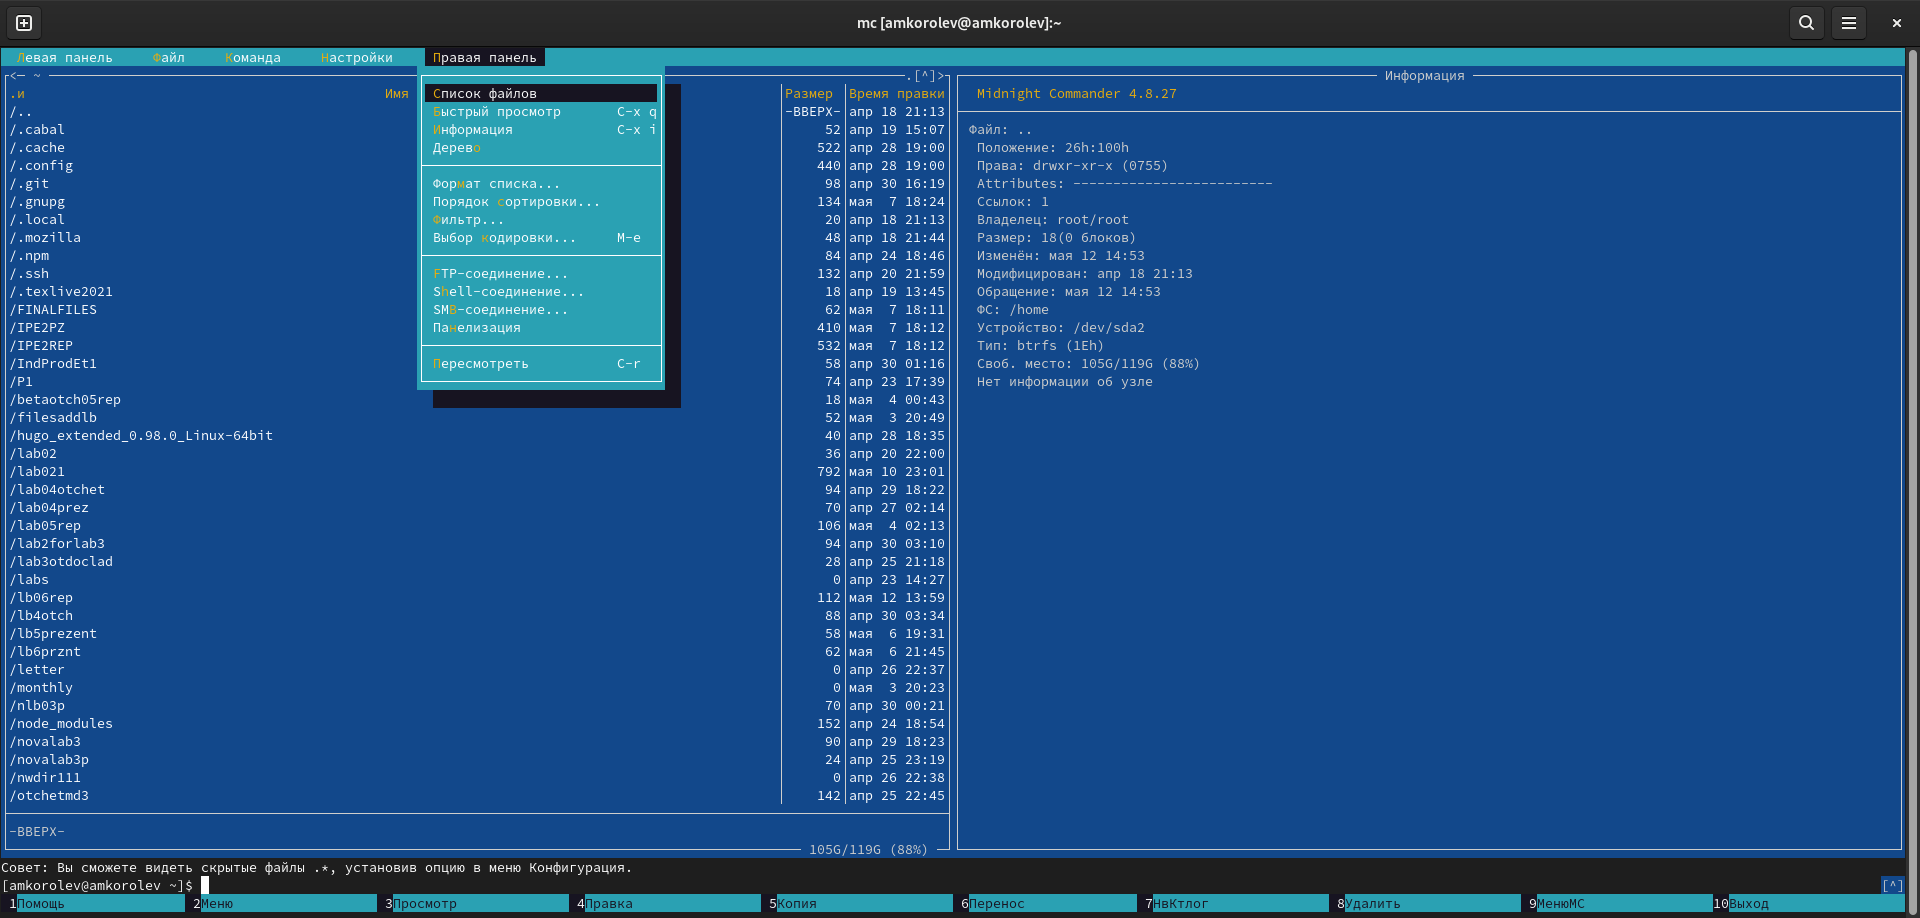 mc [amkorolev@amkorolev]:~
Левая панель Файл Команда Настройки Правая панель
<─ ~ .[^]>
.и Имя Размер Время правки
/.. -ВВЕРХ- апр 18 21:13
/.cabal 52 апр 19 15:07
/.cache 522 апр 28 19:00
/.config 440 апр 28 19:00
/.git 98 апр 30 16:19
/.gnupg 134 мая 7 18:24
/.local 20 апр 18 21:13
/.mozilla 48 апр 18 21:44
/.npm 84 апр 24 18:46
/.ssh 132 апр 20 21:59
/.texlive2021 18 апр 19 13:45
/FINALFILES 62 мая 7 18:11
/IPE2PZ 410 мая 7 18:12
/IPE2REP 532 мая 7 18:12
/IndProdEt1 58 апр 30 01:16
/P1 74 апр 23 17:39
/betaotch05rep 18 мая 4 00:43
/filesaddlb 52 мая 3 20:49
/hugo_extended_0.98.0_Linux-64bit 40 апр 28 18:35
/lab02 36 апр 20 22:00
/lab021 792 мая 10 23:01
/lab04otchet 94 апр 29 18:22
/lab04prez 70 апр 27 02:14
/lab05rep 106 мая 4 02:13
/lab2forlab3 94 апр 30 03:10
/lab3otdoclad 28 апр 25 21:18
/labs 0 апр 23 14:27
/lb06rep 112 мая 12 13:59
/lb4otch 88 апр 30 03:34
/lb5prezent 58 мая 6 19:31
/lb6prznt 62 мая 6 21:45
/letter 0 апр 26 22:37
/monthly 0 мая 3 20:23
/nlb03p 70 апр 30 00:21
/node_modules 152 апр 24 18:54
/novalab3 90 апр 29 18:23
/novalab3p 24 апр 25 23:19
/nwdir111 0 апр 26 22:38
/otchetmd3 142 апр 25 22:45
-ВВЕРХ-
105G/119G (88%)
Список файлов
Быстрый просмотр C-x q
Информация C-x i
Дерево
Формат списка...
Порядок сортировки...
Фильтр...
Выбор кодировки... M-e
FTP-соединение...
Shell-соединение...
SMB-соединение...
Панелизация
Пересмотреть C-r
Информация
Midnight Commander 4.8.27
Файл: ..
Положение: 26h:100h
Права: drwxr-xr-x (0755)
Attributes: -------------------------
Ссылок: 1
Владелец: root/root
Размер: 18(0 блоков)
Изменён: мая 12 14:53
Модифицирован: апр 18 21:13
Обращение: мая 12 14:53
ФС: /home
Устройство: /dev/sda2
Тип: btrfs (1Eh)
Своб. место: 105G/119G (88%)
Нет информации об узле
Совет: Вы сможете видеть скрытые файлы .*, установив опцию в меню Конфигурация.
[amkorolev@amkorolev ~]$ [^]
1Помощь 2Меню 3Просмотр 4Правка 5Копия 6Перенос 7НвКтлог 8Удалить 9МенюМС 10Выход